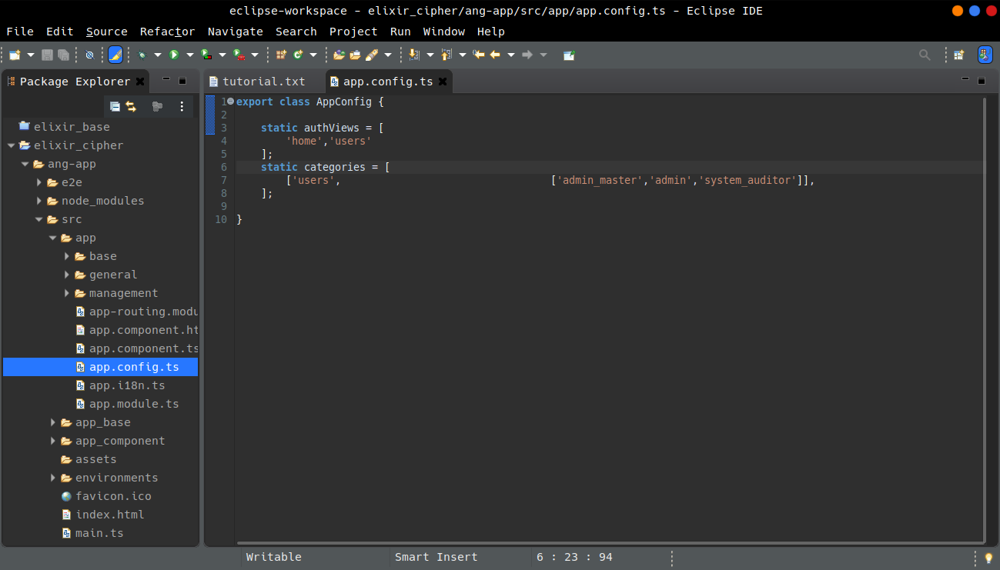 eclipse-workspace - elixir_cipher/ang-app/src/app/app.config.ts - Eclipse IDE
File Edit Source Refactor Navigate Search Project Run Window Help
Package Explorer
elixir_base
elixir_cipher
ang-app
e2e
node_modules
src
app
base
general
management
app-routing.modu
app.component.ht
app.component.ts
app.config.ts
app.i18n.ts
app.module.ts
app_base
app_component
assets
environments
favicon.ico
index.html
main.ts
tutorial.txt app.config.ts
1 export class AppConfig {
2
3     static authViews = [
4         'home','users'
5     ];
6     static categories = [
7         ['users',                                  ['admin_master','admin','system_auditor']],
8     ];
9
10 }
Writable Smart Insert 6 : 23 : 94